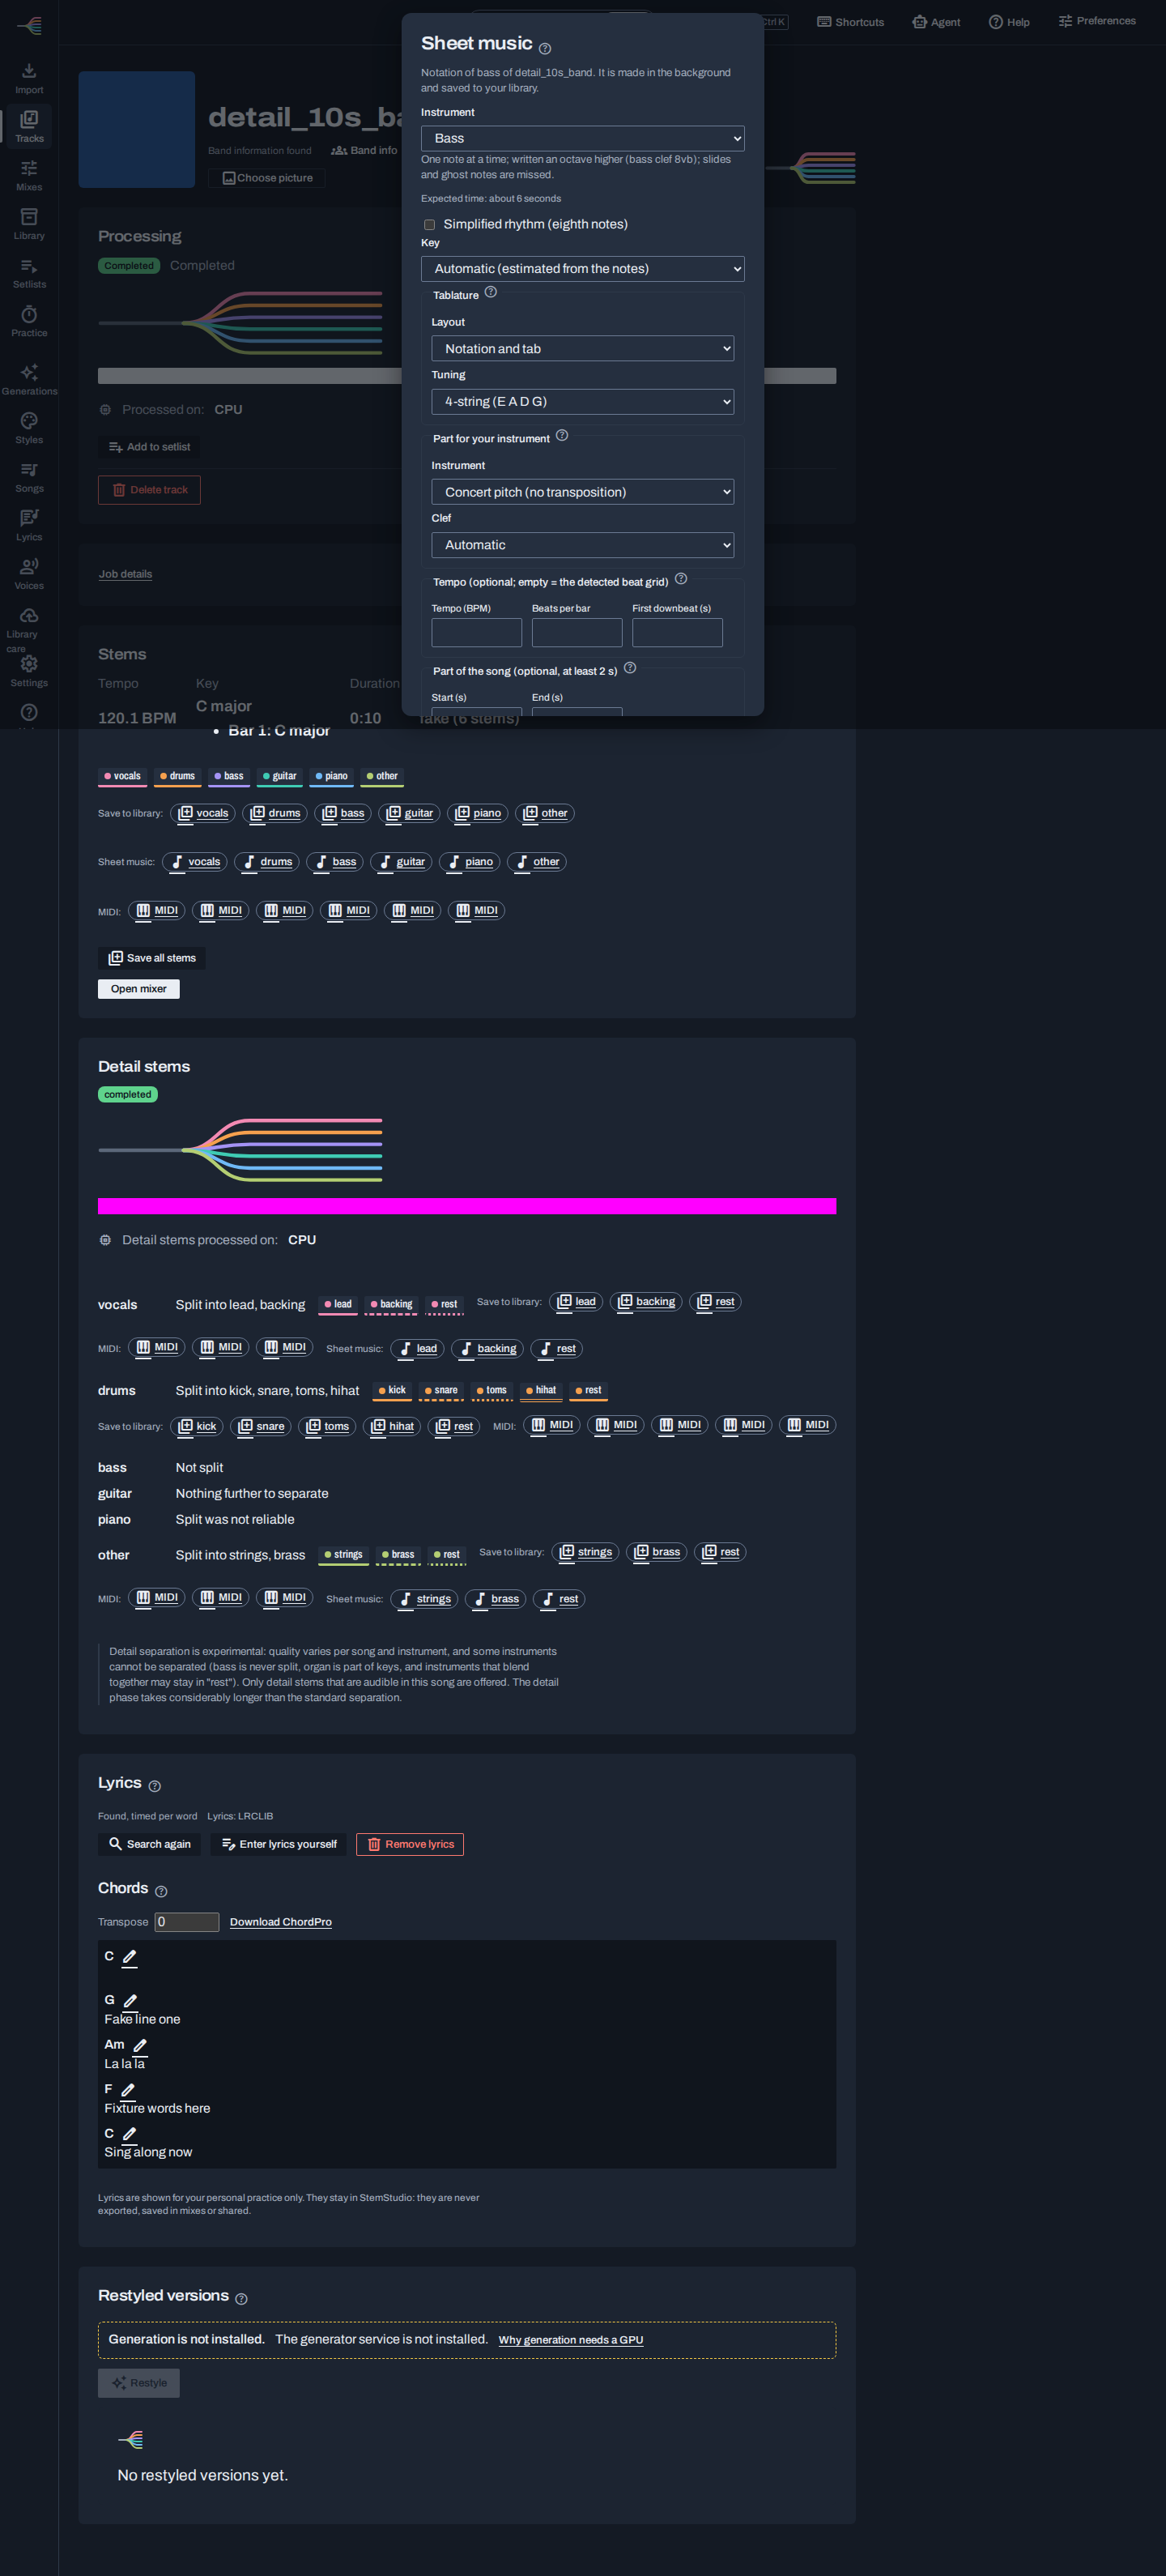 Ctrl K
Shortcuts
Agent
Help
Preferences
Import
Tracks
Mixes
Library
Setlists
Practice
Generations
Styles
Songs
Lyrics
Voices
Library care
Settings
detail_10s_ba
Band information found
Band info
Choose picture
Sheet music
Notation of bass of detail_10s_band. It is made in the background
and saved to your library.
Instrument
Bass
One note at a time; written an octave higher (bass clef 8vb); slides
and ghost notes are missed.
Expected time: about 6 seconds
Simplified rhythm (eighth notes)
Key
Automatic (estimated from the notes)
Tablature
Layout
Notation and tab
Tuning
4-string (E A D G)
Part for your instrument
Instrument
Concert pitch (no transposition)
Clef
Automatic
Tempo (optional; empty = the detected beat grid)
Tempo (BPM)
Beats per bar
First downbeat (s)
Part of the song (optional, at least 2 s)
Start (s)
End (s)
Processing
Completed
Completed
Processed on: CPU
Add to setlist
Delete track
Job details
Stems
Tempo
Key
Duration
120.1 BPM
C major
Bar 1: C major
0:10
fake (6 stems)
vocals
drums
bass
guitar
piano
other
Save to library:
vocals
drums
bass
guitar
piano
other
Sheet music:
vocals
drums
bass
guitar
piano
other
MIDI:
MIDI
MIDI
MIDI
MIDI
MIDI
MIDI
Save all stems
Open mixer
Detail stems
completed
Detail stems processed on: CPU
vocals
Split into lead, backing
lead
backing
rest
Save to library:
lead
backing
rest
MIDI:
MIDI
MIDI
MIDI
Sheet music:
lead
backing
rest
drums
Split into kick, snare, toms, hihat
kick
snare
toms
hihat
rest
Save to library:
kick
snare
toms
hihat
rest
MIDI:
MIDI
MIDI
MIDI
MIDI
MIDI
bass
Not split
guitar
Nothing further to separate
piano
Split was not reliable
other
Split into strings, brass
strings
brass
rest
Save to library:
strings
brass
rest
MIDI:
MIDI
MIDI
MIDI
Sheet music:
strings
brass
rest
Detail separation is experimental: quality varies per song and instrument, and some instruments
cannot be separated (bass is never split, organ is part of keys, and instruments that blend
together may stay in "rest"). Only detail stems that are audible in this song are offered. The detail
phase takes considerably longer than the standard separation.
Lyrics
Found, timed per word
Lyrics: LRCLIB
Search again
Enter lyrics yourself
Remove lyrics
Chords
Transpose
0
Download ChordPro
C
G
Fake line one
Am
La la la
F
Fixture words here
C
Sing along now
Lyrics are shown for your personal practice only. They stay in StemStudio: they are never
exported, saved in mixes or shared.
Restyled versions
Generation is not installed. The generator service is not installed. Why generation needs a GPU
Restyle
No restyled versions yet.